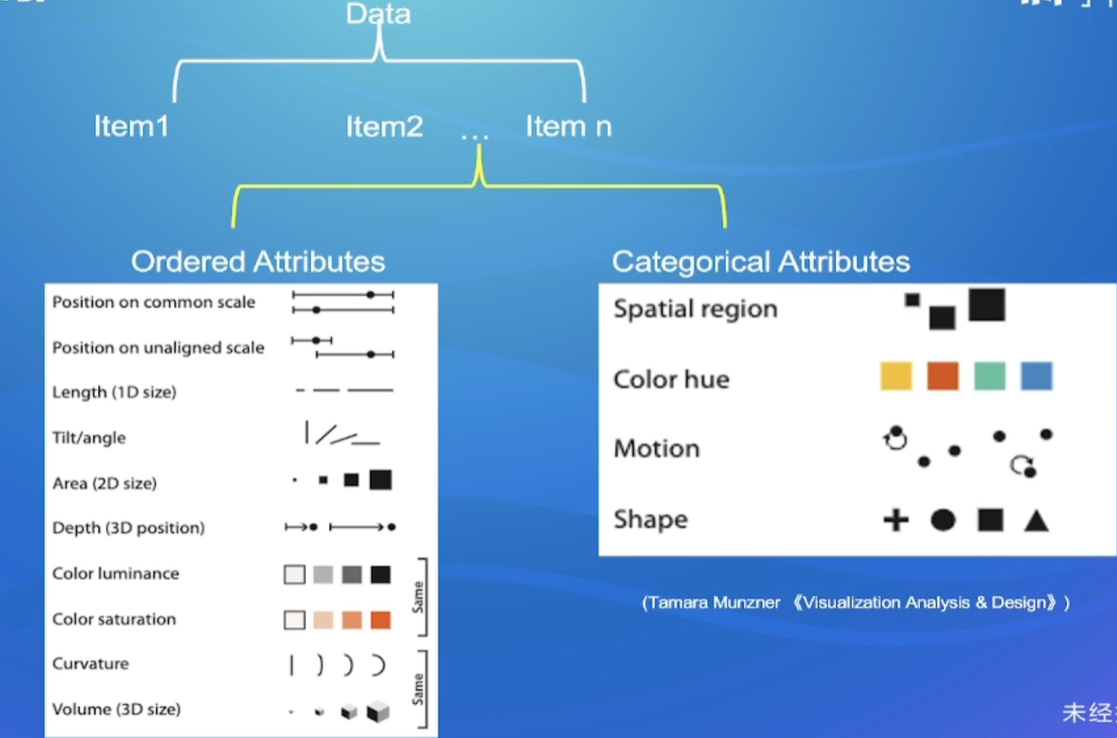 Data
Item1 Item2 ... Item n
Ordered Attributes
Position on common scale
Position on unaligned scale
Length (1D size)
Tilt/angle
Area (2D size)
Depth (3D position)
Color luminance
Color saturation
Same
Curvature
Volume (3D size)
Same
Categorical Attributes
Spatial region
Color hue
Motion
Shape
(Tamara Munzner 《Visualization Analysis & Design》)
未经